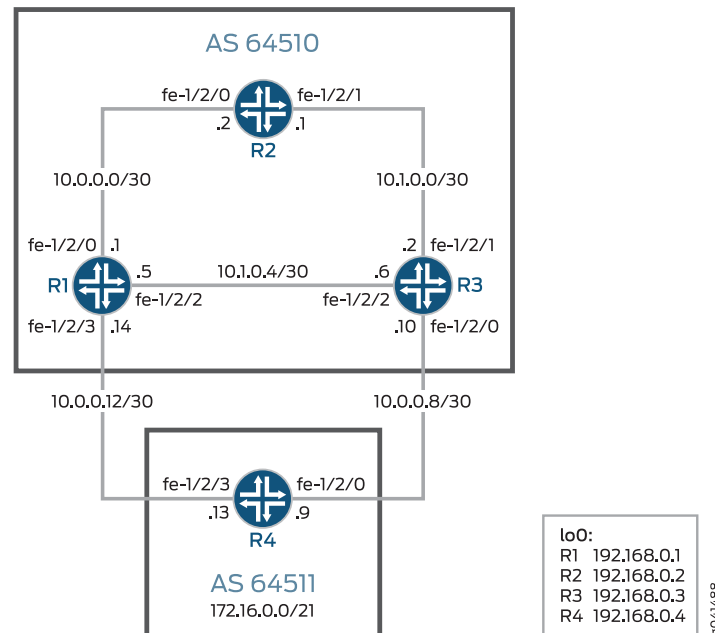 AS 64510
fe-1/2/0 fe-1/2/1
.2 .1
R2
10.0.0.0/30 10.1.0.0/30
fe-1/2/0 .1 .2 fe-1/2/1
R1 .5 10.1.0.4/30 .6 R3
fe-1/2/2 fe-1/2/2
fe-1/2/3 .14 .10 fe-1/2/0
10.0.0.12/30 10.0.0.8/30
fe-1/2/3 fe-1/2/0
.13 .9
R4
AS 64511
172.16.0.0/21
lo0:
R1 192.168.0.1
R2 192.168.0.2
R3 192.168.0.3
R4 192.168.0.4